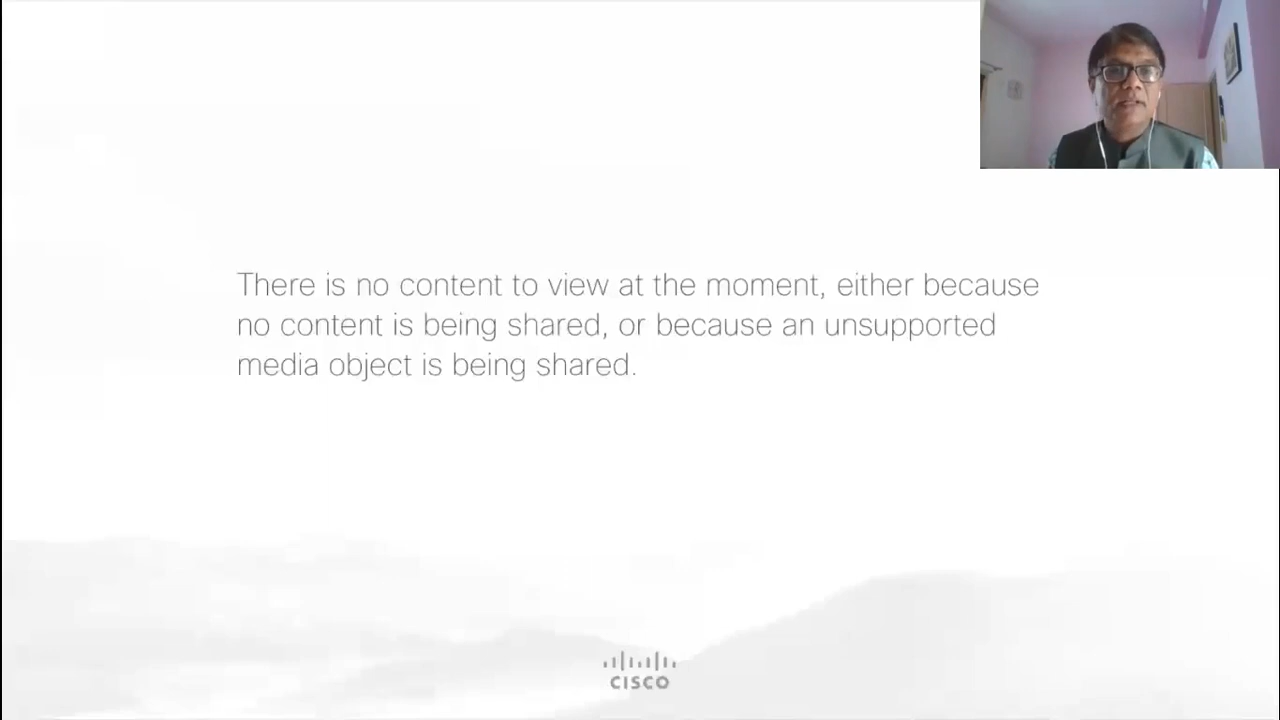 There is no content to view at the moment, either because
no content is being shared, or because an unsupported
media object is being shared.
CISCO